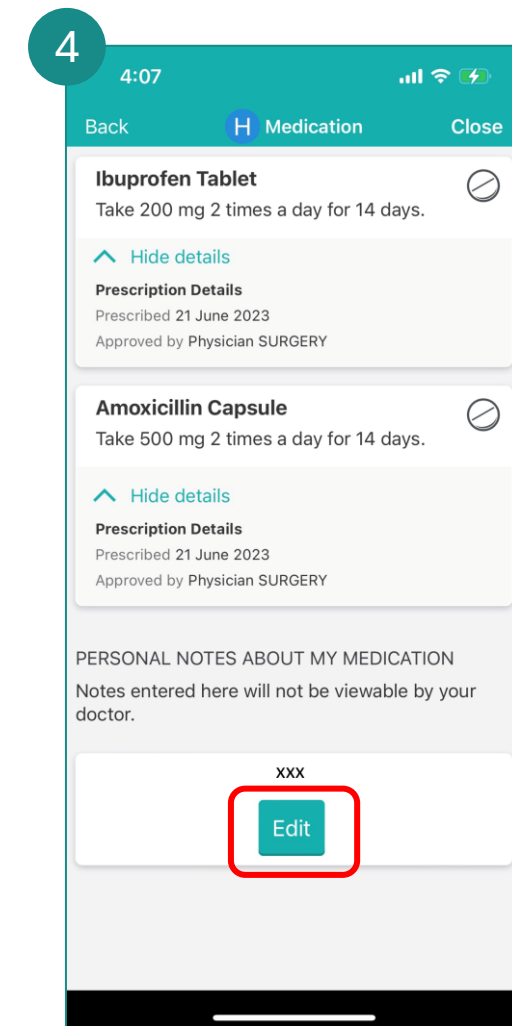 4
4:07
Back H Medication Close
Ibuprofen Tablet
Take 200 mg 2 times a day for 14 days.
Hide details
Prescription Details
Prescribed 21 June 2023
Approved by Physician SURGERY
Amoxicillin Capsule
Take 500 mg 2 times a day for 14 days.
Hide details
Prescription Details
Prescribed 21 June 2023
Approved by Physician SURGERY
PERSONAL NOTES ABOUT MY MEDICATION
Notes entered here will not be viewable by your
doctor.
xxx
Edit